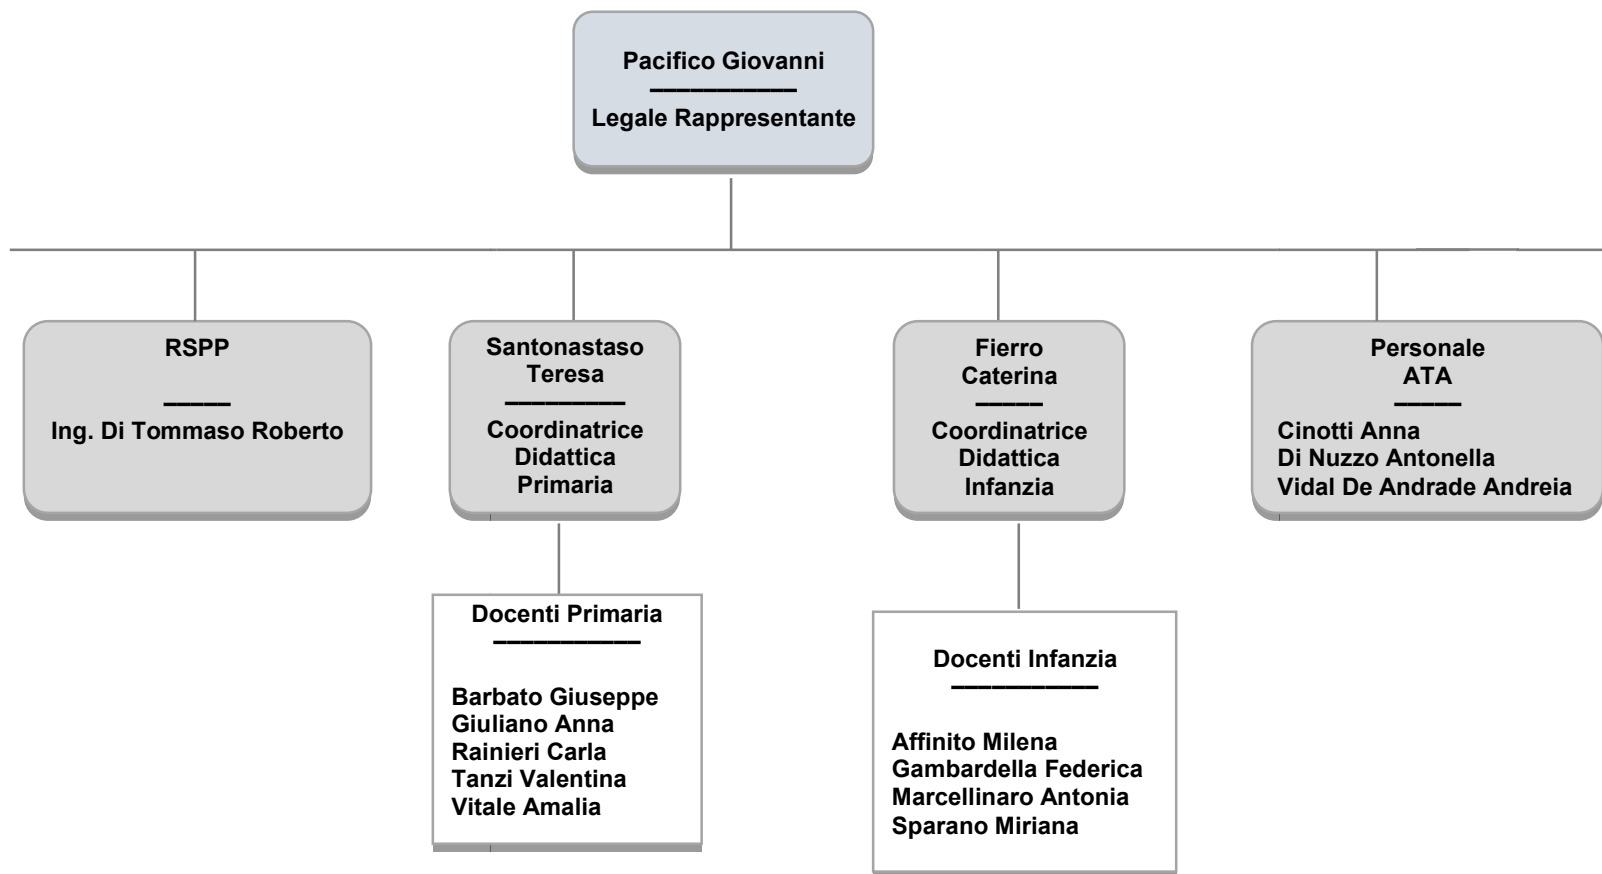 Pacifico Giovanni
Legale Rappresentante
RSPP
Ing. Di Tommaso Roberto
Santonastaso
Teresa
Coordinatrice
Didattica
Primaria
Fierro
Caterina
Coordinatrice
Didattica
Infanzia
Personale
ATA
Cinotti Anna
Di Nuzzo Antonella
Vidal De Andrade Andreia
Docenti Primaria
Barbato Giuseppe
Giuliano Anna
Rainieri Carla
Tanzi Valentina
Vitale Amalia
Docenti Infanzia
Affinito Milena
Gambardella Federica
Marcellinaro Antonia
Sparano Miriana